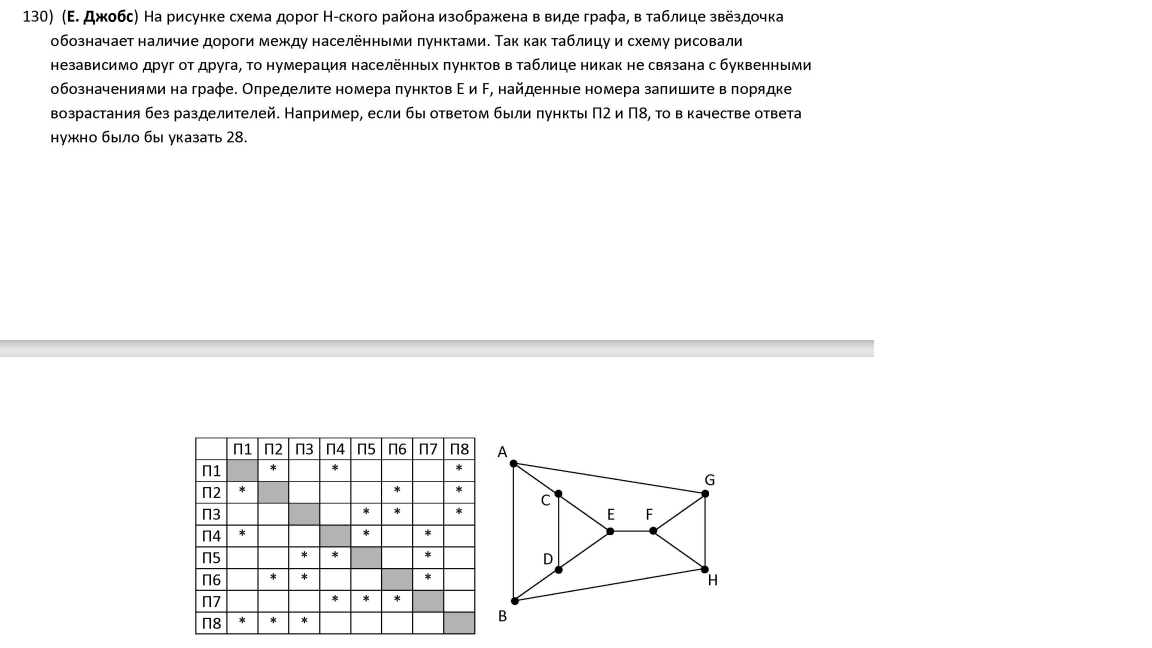 130) (Е. Джобс) На рисунке схема дорог Н-ского района изображена в виде графа, в таблице звёздочка
обозначает наличие дороги между населёнными пунктами. Так как таблицу и схему рисовали
независимо друг от друга, то нумерация населённых пунктов в таблице никак не связана с буквенными
обозначениями на графе. Определите номера пунктов E и F, найденные номера запишите в порядке
возрастания без разделителей. Например, если бы ответом были пункты П2 и П8, то в качестве ответа
нужно было бы указать 28.
П1 П2 П3 П4 П5 П6 П7 П8
П1 * * *
П2 * * *
П3 * * *
П4 * * *
П5 * * *
П6 * * *
П7 * * *
П8 * * *
A
G
C
E F
D
H
B